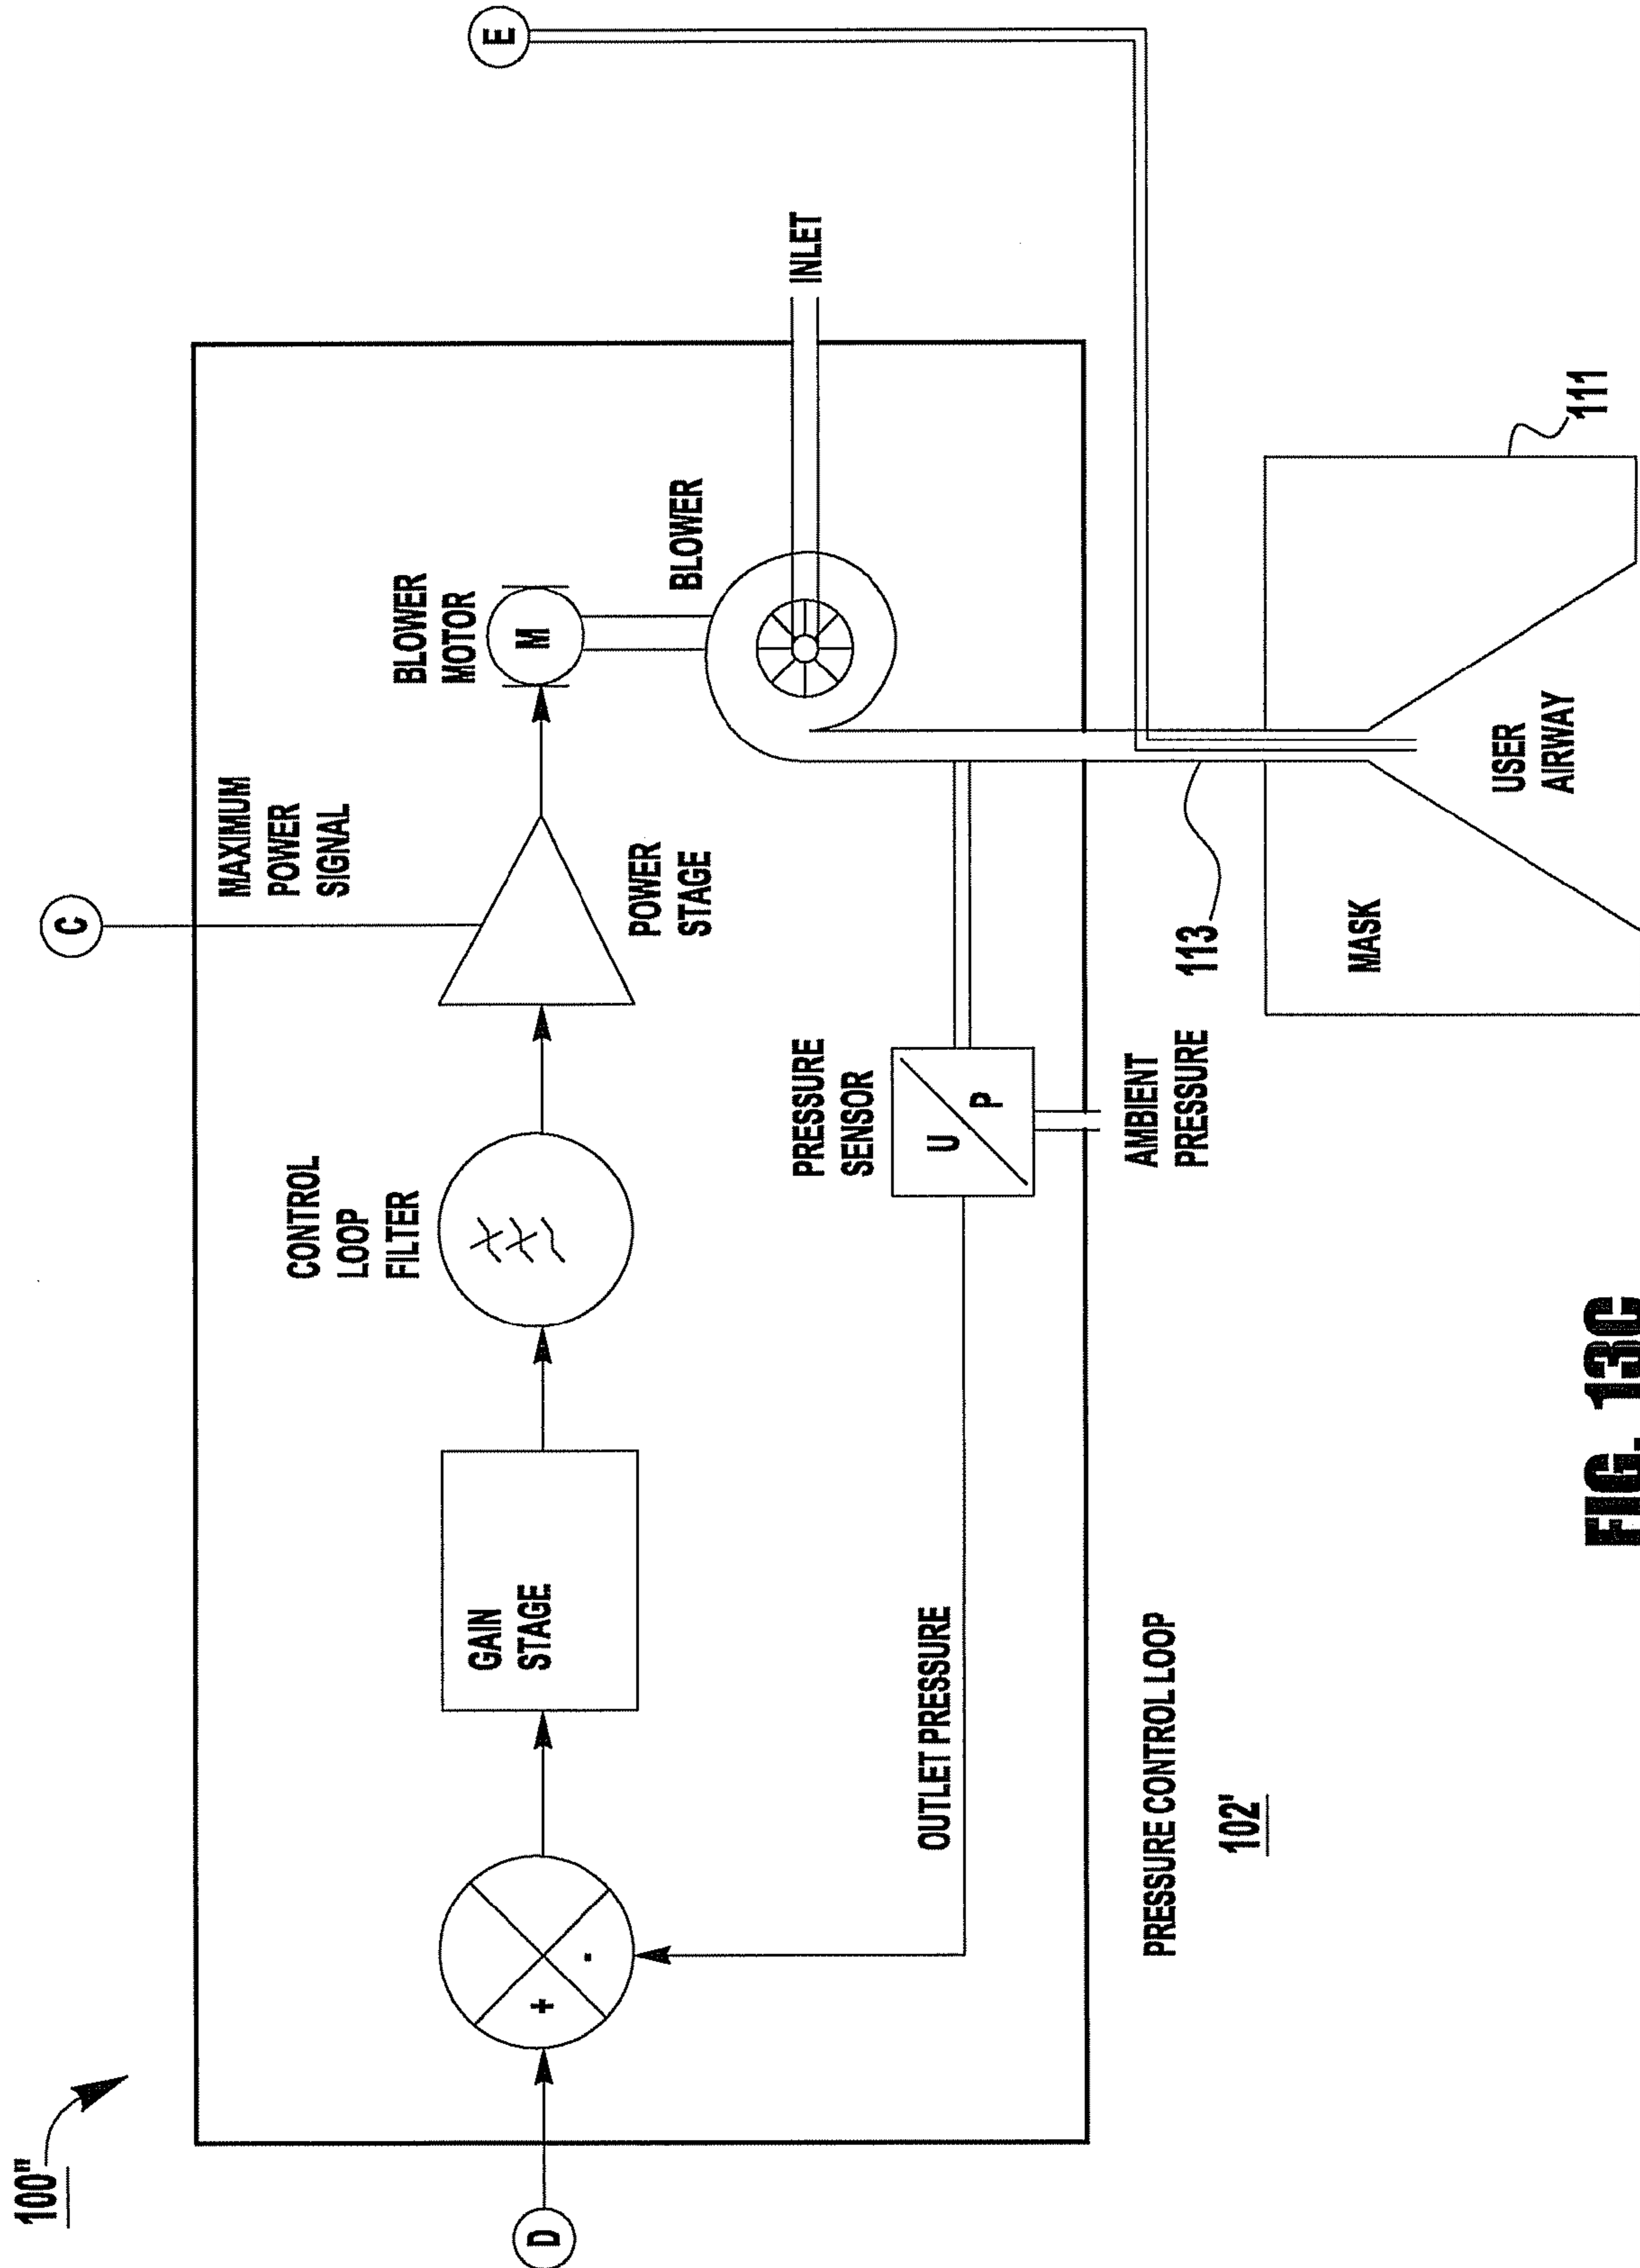 100"
C
E
MAXIMUM
POWER
SIGNAL
CONTROL
LOOP
FILTER
BLOWER
MOTOR
D
+
-
GAIN
STAGE
POWER
STAGE
M
BLOWER
INLET
PRESSURE
SENSOR
U
P
OUTLET PRESSURE
AMBIENT
PRESSURE
PRESSURE CONTROL LOOP
102'
113
MASK
USER
AIRWAY
111
FIG. 13C